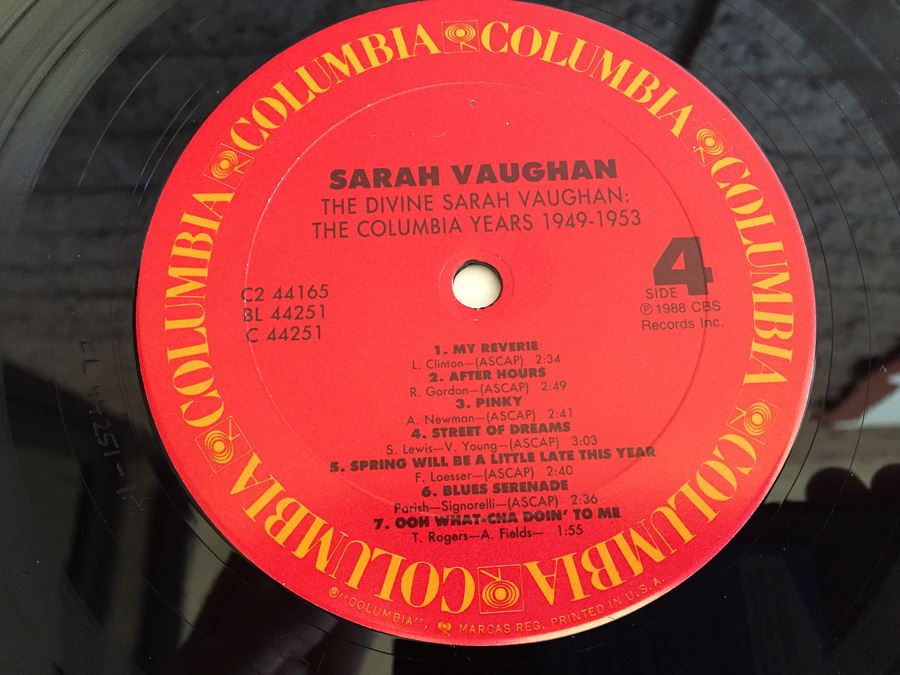 COLUMBIA COLUMBIA COLUMBIA COLUMBIA COLUMBIA COLUMBIA COLUMBIA COLUMBIA
SARAH VAUGHAN
THE DIVINE SARAH VAUGHAN:
THE COLUMBIA YEARS 1949-1953
C2 44165
BL 44251
C 44251
4
SIDE
℗ 1988 CBS
Records Inc.
1. MY REVERIE
L. Clinton—(ASCAP) 2:34
2. AFTER HOURS
R. Gordon—(ASCAP) 2:49
3. PINKY
A. Newman—(ASCAP) 2:41
4. STREET OF DREAMS
S. Lewis—V. Young—(ASCAP) 3:03
5. SPRING WILL BE A LITTLE LATE THIS YEAR
F. Loesser—(ASCAP) 2:40
6. BLUES SERENADE
Parish—Signorelli—(ASCAP) 2:36
7. OOH WHAT-CHA DOIN' TO ME
T. Rogers—A. Fields— 1:55
® "COLUMBIA", MARCAS REG. PRINTED IN U.S.A.